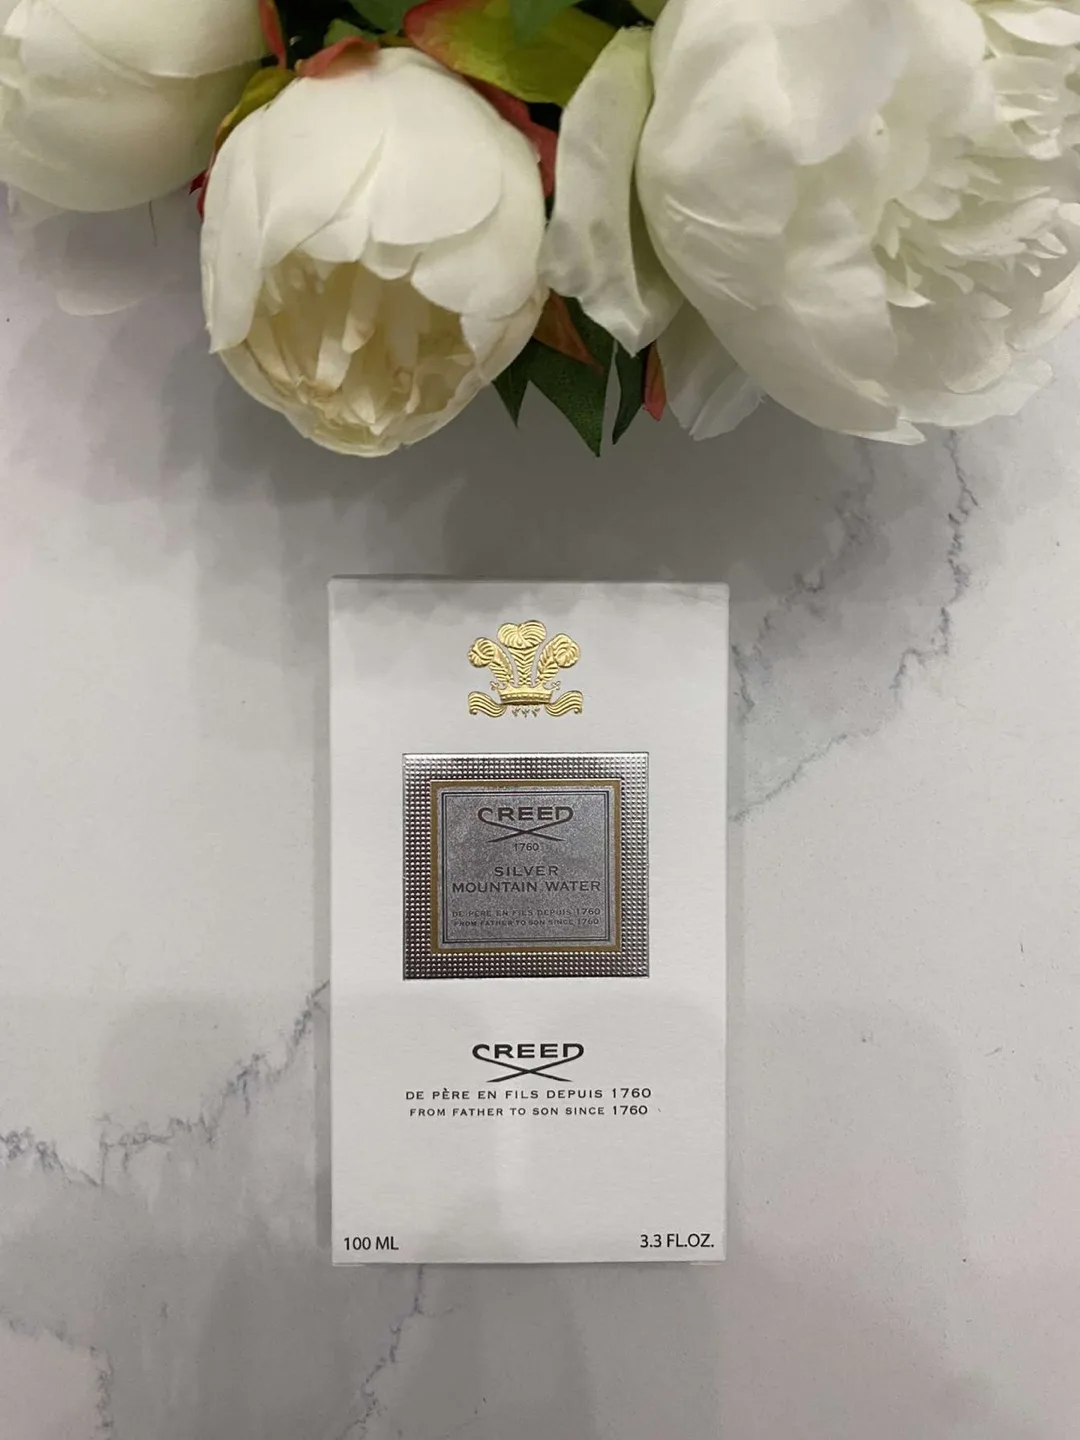 CREED
1760
SILVER
MOUNTAIN WATER
DE PÈRE EN FILS DEPUIS 1760
FROM FATHER TO SON SINCE 1760
CREED
DE PÈRE EN FILS DEPUIS 1760
FROM FATHER TO SON SINCE 1760
100 ML
3.3 FL.OZ.